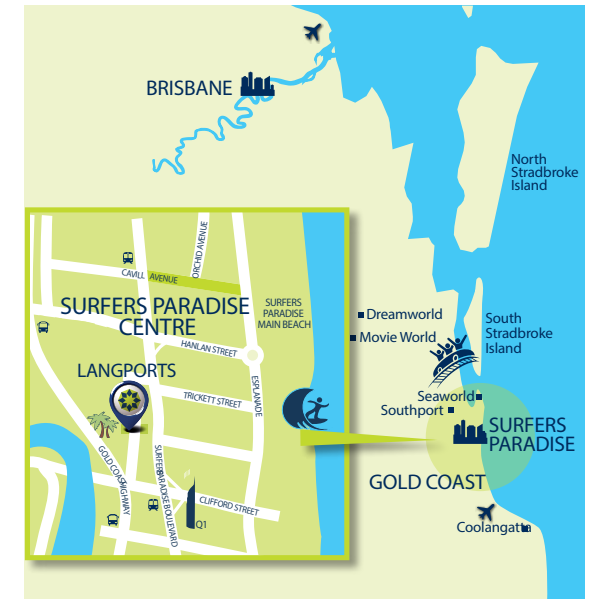 BRISBANE
North
Stradbroke
Island
ORCHID AVENUE
CAVILL AVENUE
SURFERS PARADISE
CENTRE
SURFERS
PARADISE
MAIN BEACH
Dreamworld
Movie World
South
Stradbroke
Island
HANLAN STREET
LANGPORTS
TRICKETT STREET
ESPLANADE
Seaworld
Southport
SURFERS
PARADISE
GOLD COAST HIGHWAY
SURFERS PARADISE BOULEVARD
CLIFFORD STREET
Q1
GOLD COAST
Coolangatta